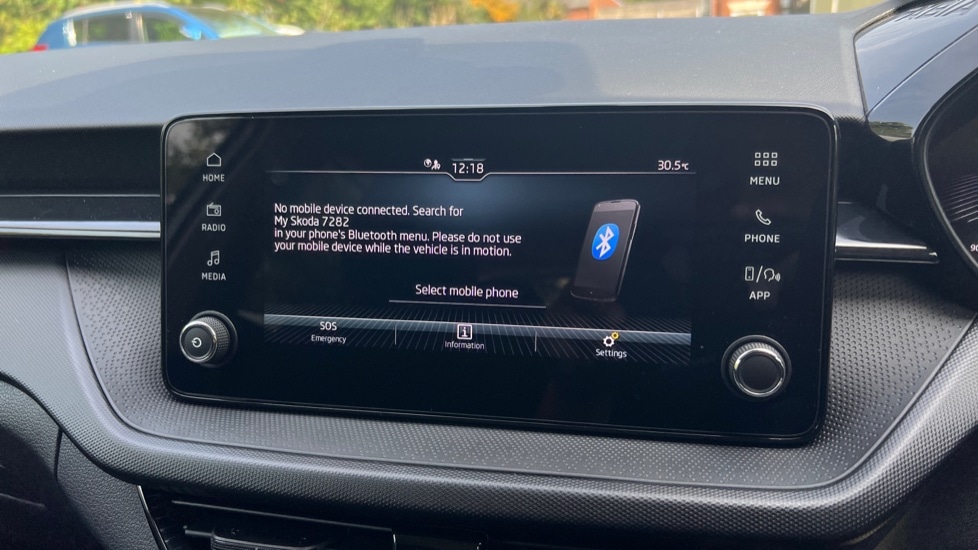 12:18
30.5°C
HOME
RADIO
MEDIA
No mobile device connected. Search for
My Skoda 7282
in your phone's Bluetooth menu. Please do not use
your mobile device while the vehicle is in motion.
Select mobile phone
SOS
Emergency
Information
Settings
MENU
PHONE
APP
90